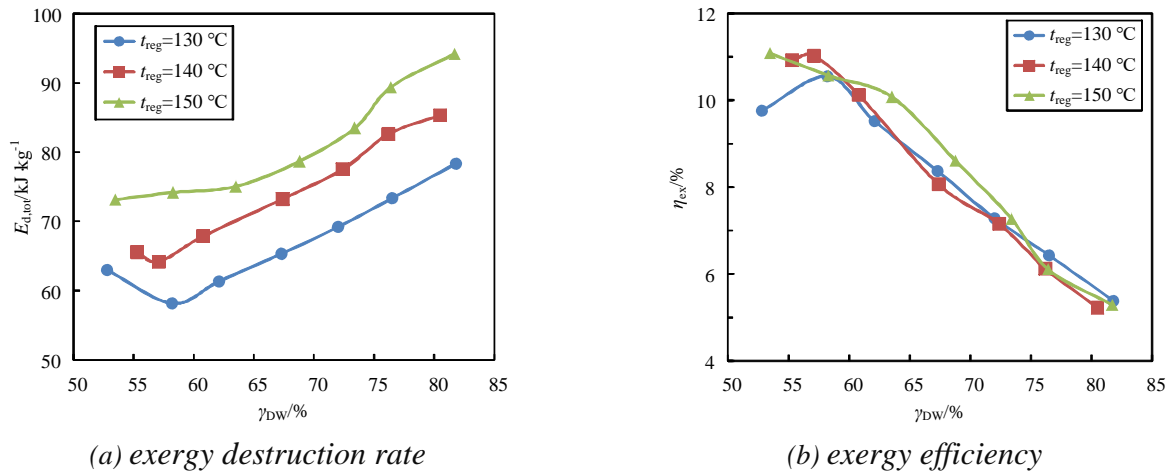 t_reg=130 °C
t_reg=140 °C
t_reg=150 °C
100
90
80
70
60
50
E_d,tot/kJ·kg⁻¹
50 55 60 65 70 75 80 85
γ_DW/%
(a) exergy destruction rate
t_reg=130 °C
t_reg=140 °C
t_reg=150 °C
12
10
8
6
4
η_ex/%
50 55 60 65 70 75 80 85
γ_DW/%
(b) exergy efficiency